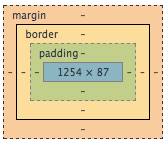 margin -
border -
padding -
- - - 1254 × 87 - - -
-
-
-